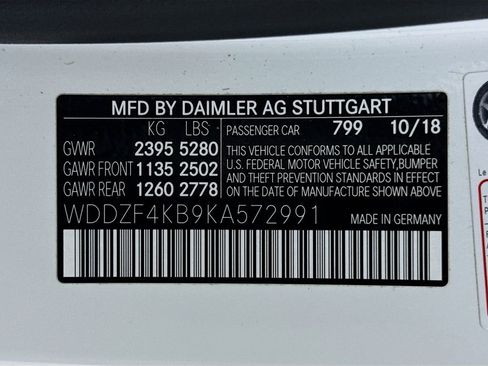 MFD BY DAIMLER AG STUTTGART
KG LBS PASSENGER CAR 799 10/18
GVWR 2395 5280 THIS VEHICLE CONFORMS TO ALL APPLICABLE
GAWR FRONT 1135 2502 U.S. FEDERAL MOTOR VEHICLE SAFETY, BUMPER
AND THEFT PREVENTION STANDARDS IN EFFECT
GAWR REAR 1260 2778 ON THE DATE OF MANUFACTURE SHOWN ABOVE
WDDZF4KB9KA572991 MADE IN GERMANY
Le